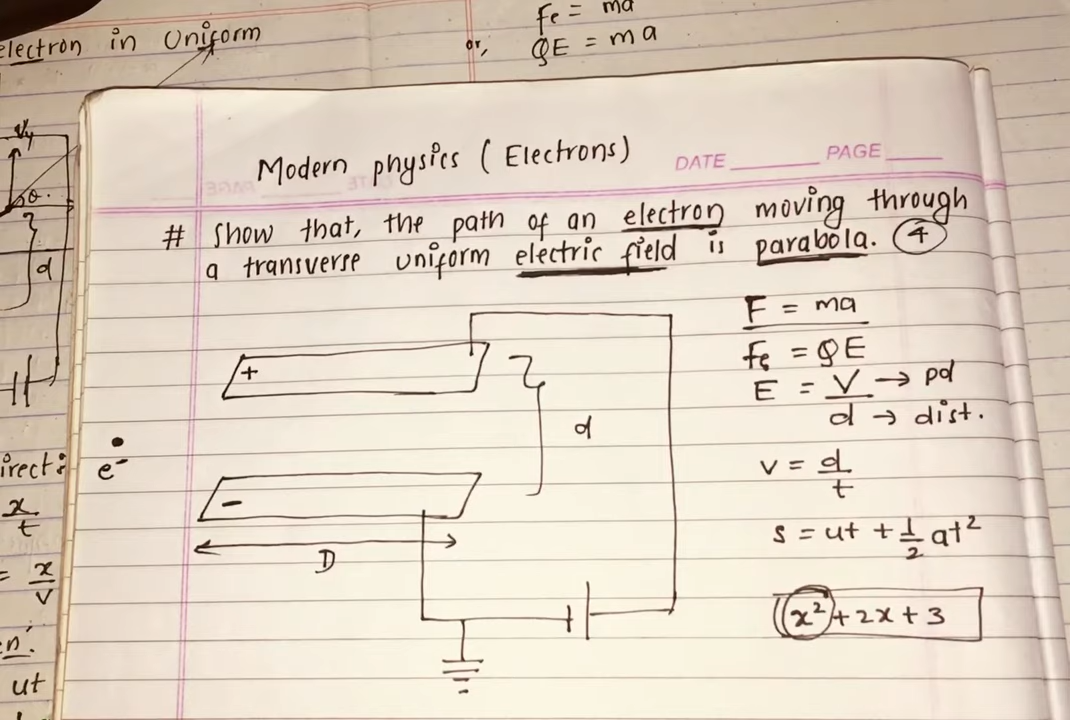 electron in Uniform
Fe = ma
or, QE = ma
Modern physics ( Electrons)
DATE PAGE
# Show that, the path of an electron moving through
a transverse uniform electric field is parabola. 4
Vy
θ.
d
+
d
e-
-
D
F = ma
Fe = QE
E = V/d → pd
→ dist.
v = d/t
s = ut + 1/2 at²
x² + 2x + 3
x/t
= x/v
ut